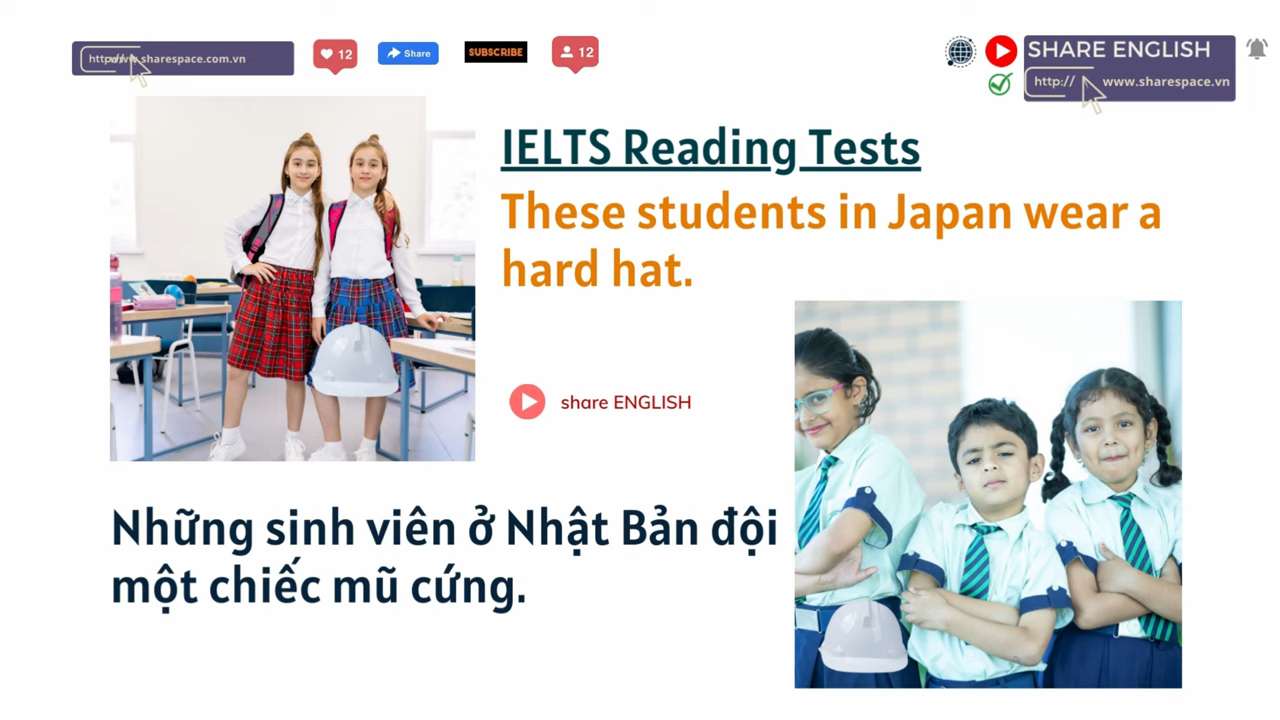 http://www.sharespace.com.vn
12
Share
SUBSCRIBE
12
SHARE ENGLISH
http:// www.sharespace.vn
IELTS Reading Tests
These students in Japan wear a
hard hat.
share ENGLISH
Những sinh viên ở Nhật Bản đội
một chiếc mũ cứng.